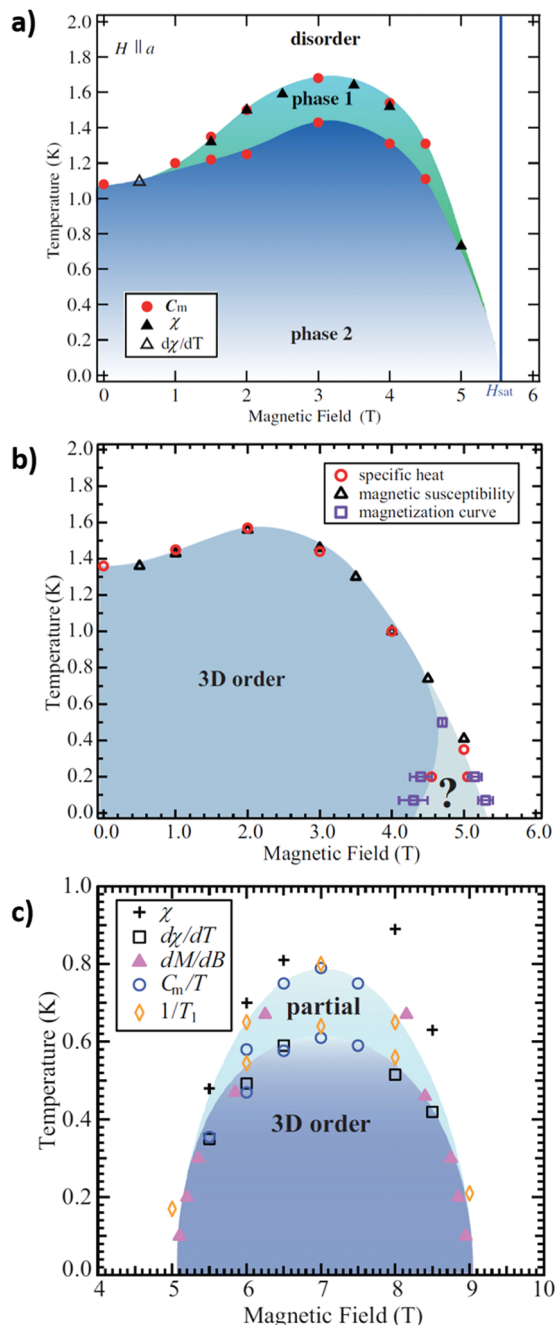 a)
2.0
1.8
1.6
1.4
1.2
1.0
0.8
0.6
0.4
0.2
0.0
Temperature (K)
H || a
disorder
phase 1
phase 2
Cm
χ
dχ/dT
0 1 2 3 4 5 6
Hsat
Magnetic Field (T)
b)
2.0
1.8
1.6
1.4
1.2
1.0
0.8
0.6
0.4
0.2
0.0
Temperature (K)
specific heat
magnetic susceptibility
magnetization curve
3D order
?
0.0 1.0 2.0 3.0 4.0 5.0 6.0
Magnetic Field (T)
c)
1.0
0.8
0.6
0.4
0.2
0.0
Temperature (K)
χ
dχ/dT
dM/dB
Cm/T
1/T1
partial
3D order
4 5 6 7 8 9 10
Magnetic Field (T)